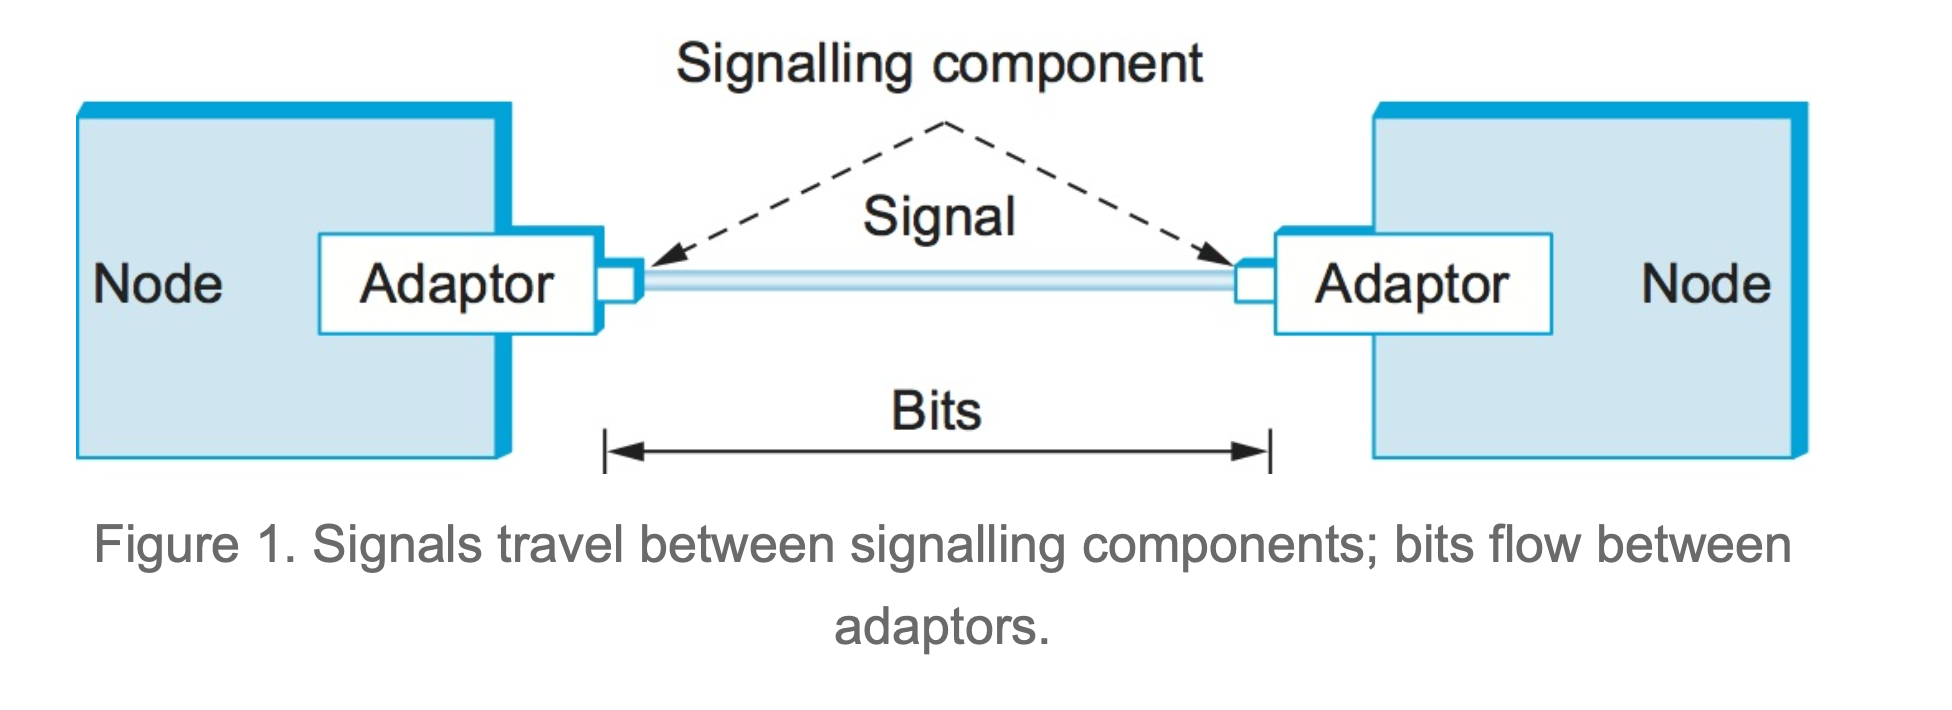 Signalling component
Signal
Node
Adaptor
Adaptor
Node
Bits
Figure 1. Signals travel between signalling components; bits flow between
adaptors.